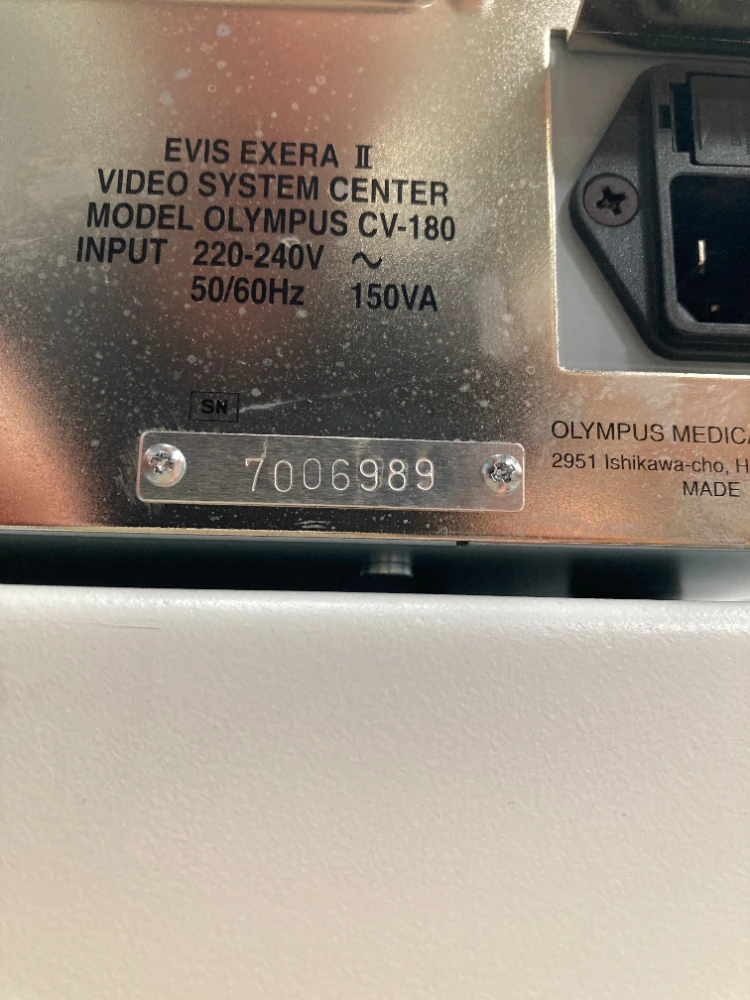 EVIS EXERA Ⅱ
VIDEO SYSTEM CENTER
MODEL OLYMPUS CV-180
INPUT 220-240V ~
50/60Hz 150VA
SN
7006989
OLYMPUS
2951 Ishikawa-cho,
MADE